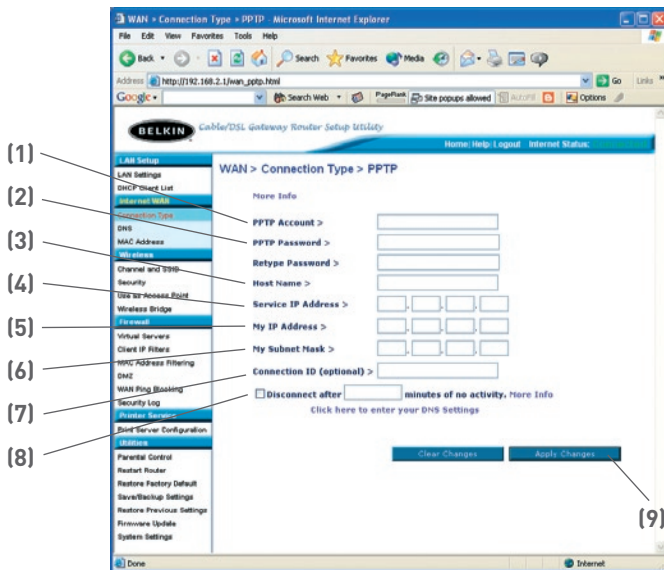 WAN > Connection Type > PPTP - Microsoft Internet Explorer
File Edit View Favorites Tools Help
Back Search Favorites Media
Address http://192.168.2.1/wan_pptp.html Go Links »
Google Search Web PageRank Site popups allowed AutoFill Options
BELKIN Cable/DSL Gateway Router Setup Utility
Home|Help|Logout Internet Status:
LAN Setup
LAN Settings
DHCP Client List
Internet WAN
Connection Type
DNS
MAC Address
Wireless
Channel and SSID
Security
Use as Access Point
Wireless Bridge
Firewall
Virtual Servers
Client IP Filters
MAC Address Filtering
DMZ
WAN Ping Blocking
Security Log
Printer Service
Print Server Configuration
Utilities
Parental Control
Restart Router
Restore Factory Default
Save/Backup Settings
Restore Previous Settings
Firmware Update
System Settings
WAN > Connection Type > PPTP
More Info
(1) PPTP Account >
(2) PPTP Password >
Retype Password >
(3) Host Name >
(4) Service IP Address >
(5) My IP Address >
(6) My Subnet Mask >
(7) Connection ID (optional) >
(8) Disconnect after minutes of no activity. More Info
Click here to enter your DNS Settings
Clear Changes Apply Changes
(9)
Done Internet